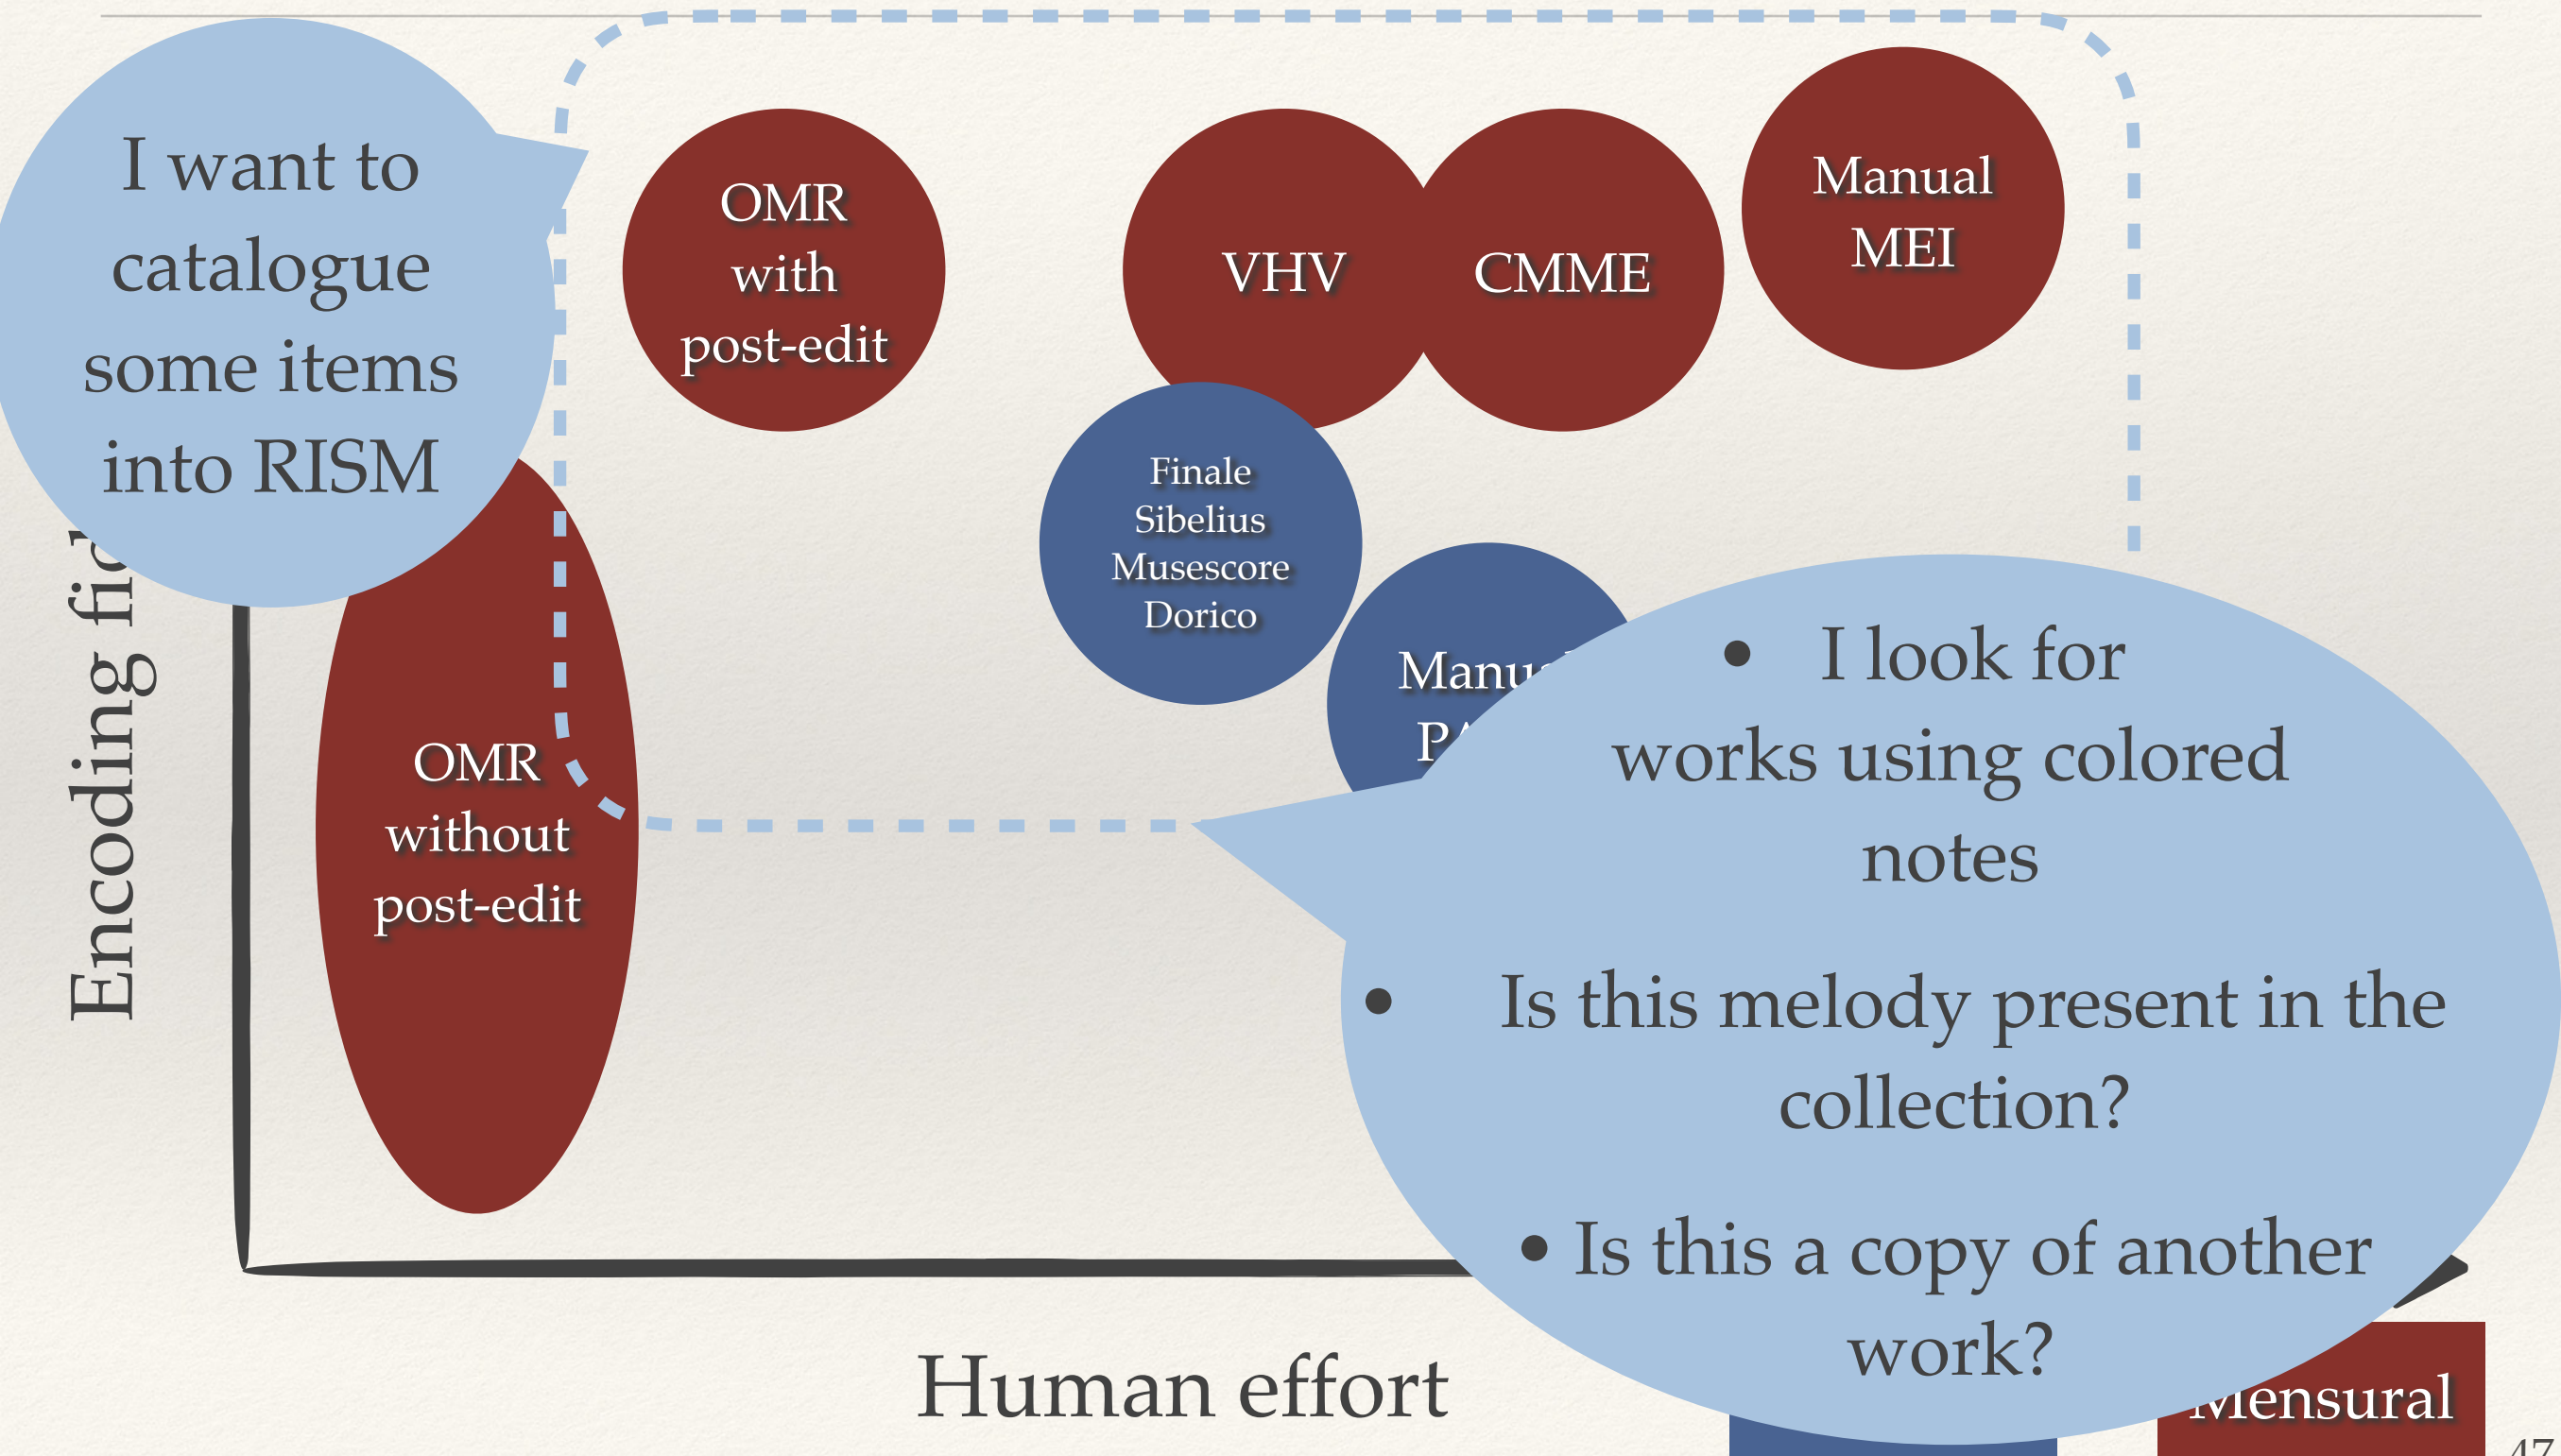 I want to
catalogue
some items
into RISM
OMR
with
post-edit
VHV
CMME
Manual
MEI
Finale
Sibelius
Musescore
Dorico
Encoding
OMR
without
post-edit
• I look for
works using colored
notes
• Is this melody present in the
collection?
• Is this a copy of another
work?
Human effort
Mensural
47